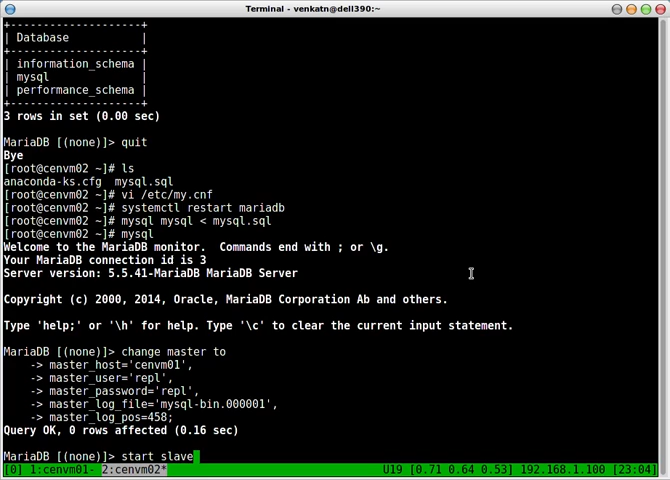 Terminal - venkatn@dell390:~
+--------------------+
| Database           |
+--------------------+
| information_schema |
| mysql              |
| performance_schema |
+--------------------+
3 rows in set (0.00 sec)
MariaDB [(none)]> quit
Bye
[root@cenvm02 ~]# ls
anaconda-ks.cfg  mysql.sql
[root@cenvm02 ~]# vi /etc/my.cnf
[root@cenvm02 ~]# systemctl restart mariadb
[root@cenvm02 ~]# mysql mysql < mysql.sql
[root@cenvm02 ~]# mysql
Welcome to the MariaDB monitor.  Commands end with ; or \g.
Your MariaDB connection id is 3
Server version: 5.5.41-MariaDB MariaDB Server
Copyright (c) 2000, 2014, Oracle, MariaDB Corporation Ab and others.
Type 'help;' or '\h' for help. Type '\c' to clear the current input statement.
MariaDB [(none)]> change master to
    -> master_host='cenvm01',
    -> master_user='repl',
    -> master_password='repl',
    -> master_log_file='mysql-bin.000001',
    -> master_log_pos=458;
Query OK, 0 rows affected (0.16 sec)
MariaDB [(none)]> start slave
[0] 1:cenvm01- 2:cenvm02* U19 [0.71 0.64 0.53] 192.168.1.100 [23:04]